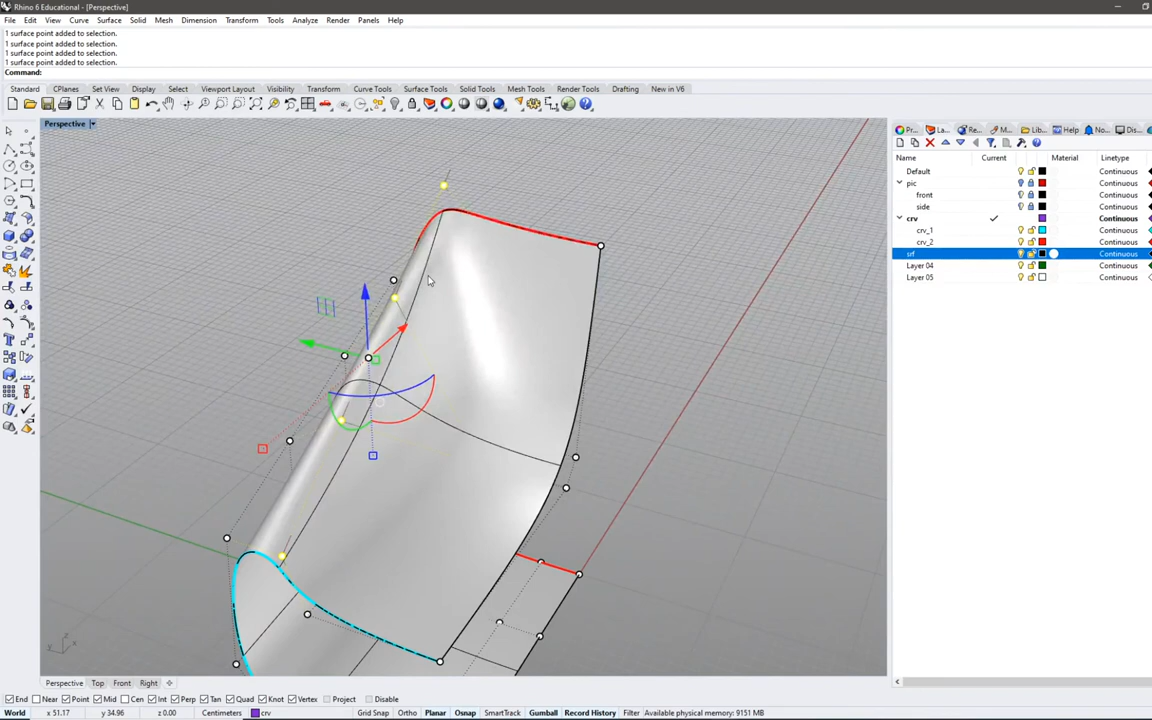 Rhino 6 Educational - [Perspective]
File Edit View Curve Surface Solid Mesh Dimension Transform Tools Analyze Render Panels Help
1 surface point added to selection.
1 surface point added to selection.
1 surface point added to selection.
1 surface point added to selection.
Command:
Standard CPlanes Set View Display Select Viewport Layout Visibility Transform Curve Tools Surface Tools Solid Tools Mesh Tools Render Tools Drafting New in V6
Perspective
Pr... La... Re... M... Lib... Help No... Dis...
Name Current Material Linetype
Default Continuous
pic Continuous
front Continuous
side Continuous
crv Continuous
crv_1 Continuous
crv_2 Continuous
srf Continuous
Layer 04 Continuous
Layer 05 Continuous
z
y x
Perspective Top Front Right
End Near Point Mid Cen Int Perp Tan Quad Knot Vertex Project Disable
World x 51.17 y 34.96 z 0.00 Centimeters crv Grid Snap Ortho Planar Osnap SmartTrack Gumball Record History Filter Available physical memory: 9151 MB